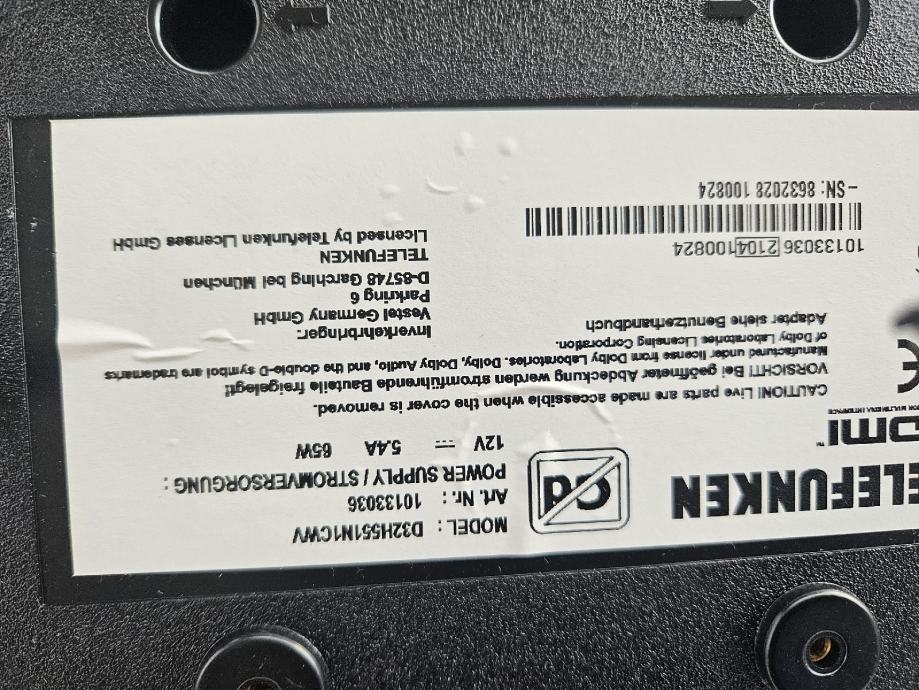 TELEFUNKEN
Cd
MODEL : D32H551N1CWV
Art. Nr.: 10133036
POWER SUPPLY / STROMVERSORGUNG :
12V ⎓ 5.4A 65W
CAUTION! Live parts are made accessible when the cover is removed.
VORSICHT! Bei geöffneter Abdeckung werden stromführende Bauteile freigelegt!
Manufactured under license from Dolby Laboratories. Dolby, Dolby Audio, and the double-D symbol are trademarks
of Dolby Laboratories Licensing Corporation.
Adapter siehe Benutzerhandbuch
Inverkehrbringer:
Vestel Germany GmbH
Parkring 6
D-85748 Garching bei München
TELEFUNKEN
Licensed by Telefunken Licenses GmbH
10133036 2104 100824
-SN: 8632028 100824